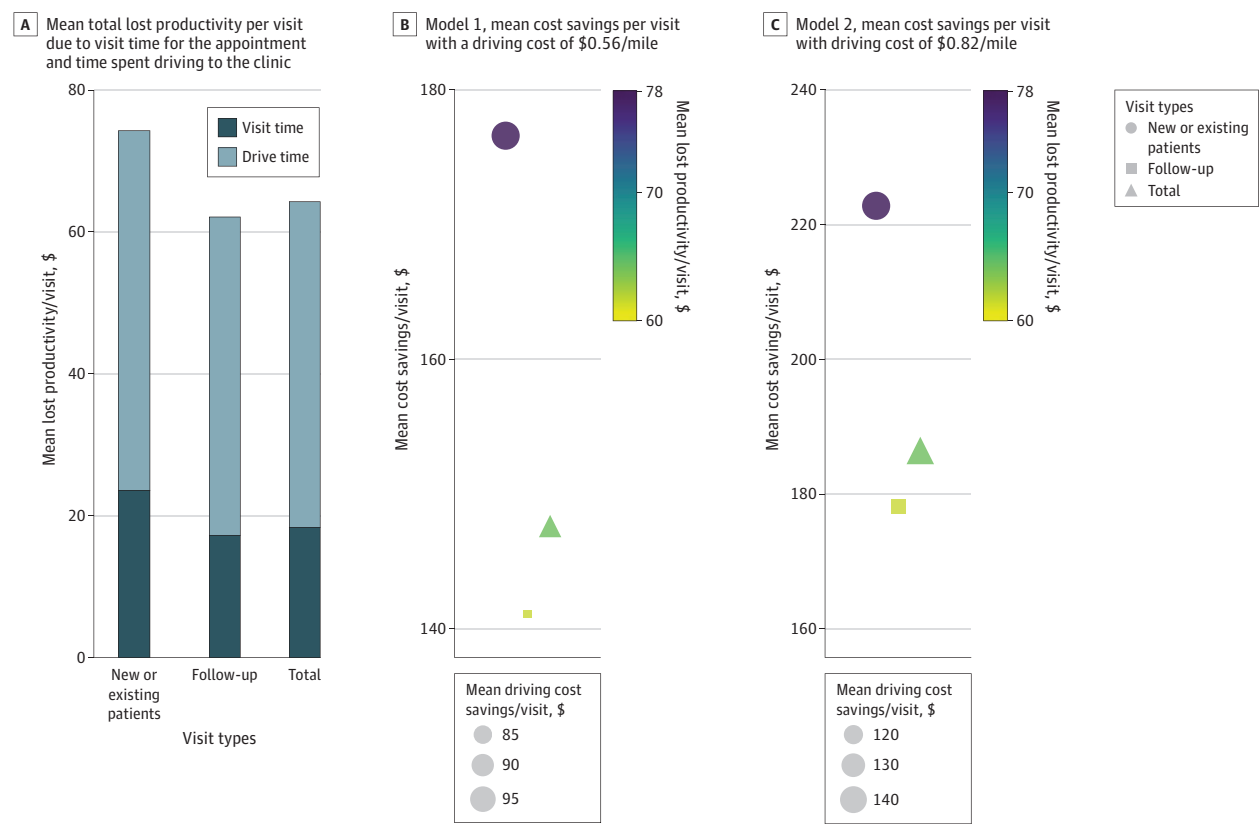 A Mean total lost productivity per visit
due to visit time for the appointment
and time spent driving to the clinic
80
60
40
20
0
Mean lost productivity/visit, $
Visit time
Drive time
New or
existing
patients
Follow-up
Total
Visit types
B Model 1, mean cost savings per visit
with a driving cost of $0.56/mile
180
160
140
Mean cost savings/visit, $
78
70
60
Mean lost productivity/visit, $
Mean driving cost
savings/visit, $
85
90
95
C Model 2, mean cost savings per visit
with driving cost of $0.82/mile
240
220
200
180
160
Mean cost savings/visit, $
78
70
60
Mean lost productivity/visit, $
Mean driving cost
savings/visit, $
120
130
140
Visit types
New or existing
patients
Follow-up
Total